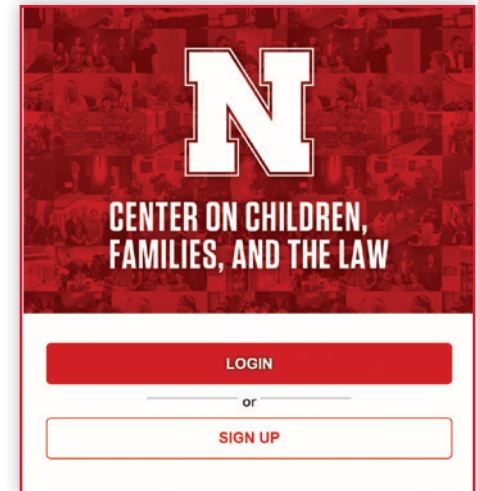 N
CENTER ON CHILDREN,
FAMILIES, AND THE LAW
LOGIN
or
SIGN UP